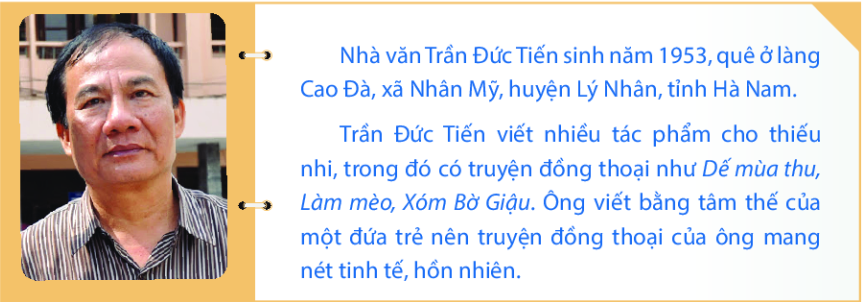 Nhà văn Trần Đức Tiến sinh năm 1953, quê ở làng
Cao Đà, xã Nhân Mỹ, huyện Lý Nhân, tỉnh Hà Nam.
Trần Đức Tiến viết nhiều tác phẩm cho thiếu
nhi, trong đó có truyện đồng thoại như Dế mùa thu,
Làm mèo, Xóm Bờ Giậu. Ông viết bằng tâm thế của
một đứa trẻ nên truyện đồng thoại của ông mang
nét tinh tế, hồn nhiên.